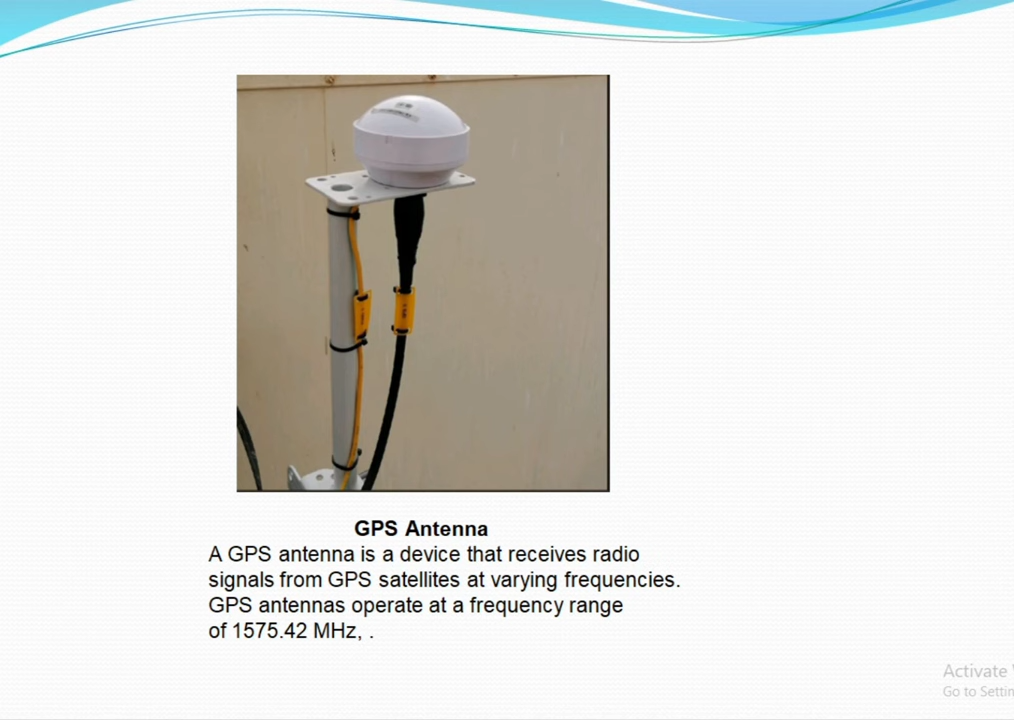 GPS Antenna
A GPS antenna is a device that receives radio
signals from GPS satellites at varying frequencies.
GPS antennas operate at a frequency range
of 1575.42 MHz, .
Activate
Go to Settin